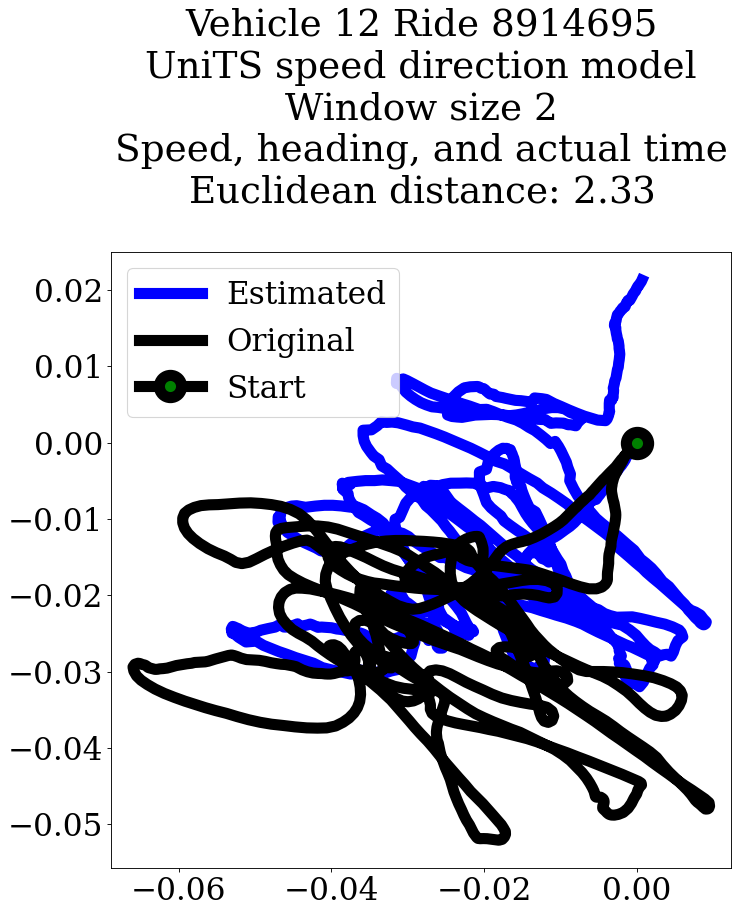 Vehicle 12 Ride 8914695
UniTS speed direction model
Window size 2
Speed, heading, and actual time
Euclidean distance: 2.33
Estimated
Original
Start
0.02
0.01
0.00
−0.01
−0.02
−0.03
−0.04
−0.05
−0.06
−0.04
−0.02
0.00